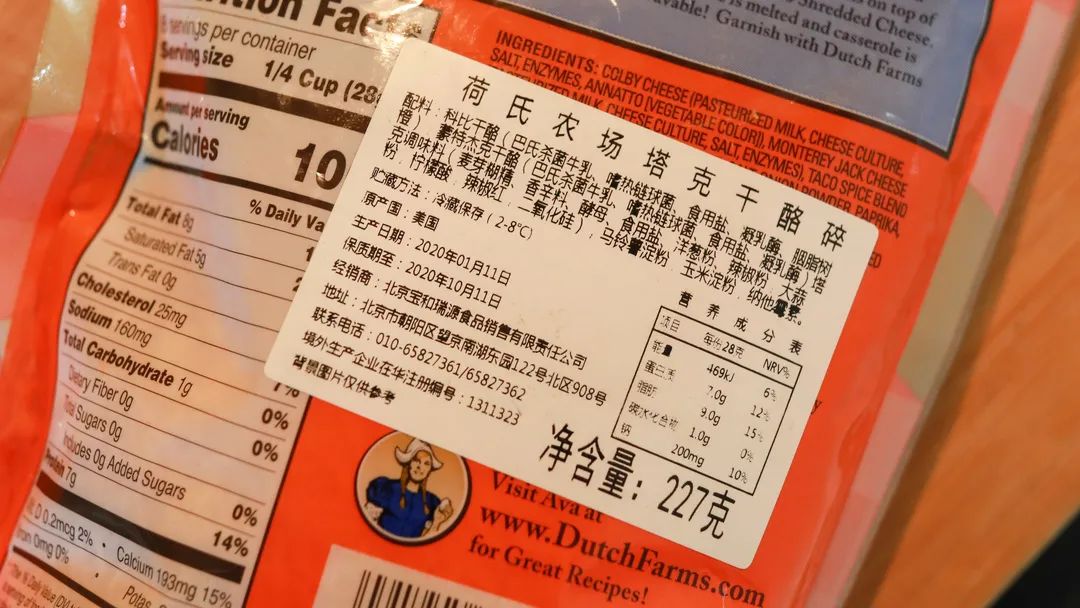 trition Facts
8 servings per container
Serving size 1/4 Cup (28
Amount per serving
Calories 10
% Daily Va
Total Fat 8g
Saturated Fat 5g
Trans Fat 0g
Cholesterol 25mg
Sodium 160mg 7%
Total Carbohydrate 1g 0%
Dietary Fiber 0g 0%
Total Sugars 0g
Includes 0g Added Sugars 0%
Protein 7g 14%
D 0.2mcg 2% • Calcium 193mg 15%
Iron 0mg 0% • Potas.
Shredded Cheese on top of
is melted and casserole is
avable! Garnish with Dutch Farms
INGREDIENTS: COLBY CHEESE (PASTEURIZED MILK, CHEESE CULTURE,
SALT, ENZYMES, ANNATTO [VEGETABLE COLOR]), MONTEREY JACK CHEESE
MILK, CHEESE CULTURE, SALT, ENZYMES), TACO SPICE BLEND
ONION POWDER, PAPRIKA,
荷氏农场塔克干酪碎
配料：科比干酪（巴氏杀菌牛乳、嗜热链球菌、食用盐、凝乳酶、胭脂树
橙）、蒙特杰克干酪（巴氏杀菌牛乳、嗜热链球菌、食用盐、凝乳酶）塔
克调味料（麦芽糊精、香辛料、酵母、食用盐、洋葱粉、辣椒粉、大蒜
粉、柠檬酸、辣椒红、二氧化硅）、马铃薯淀粉、玉米淀粉、纳他霉素。
贮藏方法：冷藏保存（2-8℃）
原产国：美国
生产日期：2020年01月11日
保质期至：2020年10月11日
经销商：北京宝和瑞源食品销售有限责任公司
地址：北京市朝阳区望京南湖乐园122号北区908号
联系电话：010-65827361/65827362
境外生产企业在华注册编号：1311323
背景图片仅供参考
营养成分表
项目 每份28克 NRV%
能量 469kJ 6%
蛋白质 7.0g 12%
脂肪 9.0g 15%
碳水化合物 1.0g 0%
钠 200mg 10%
净含量：227克
Visit Ava at
www.DutchFarms.com
for Great Recipes!